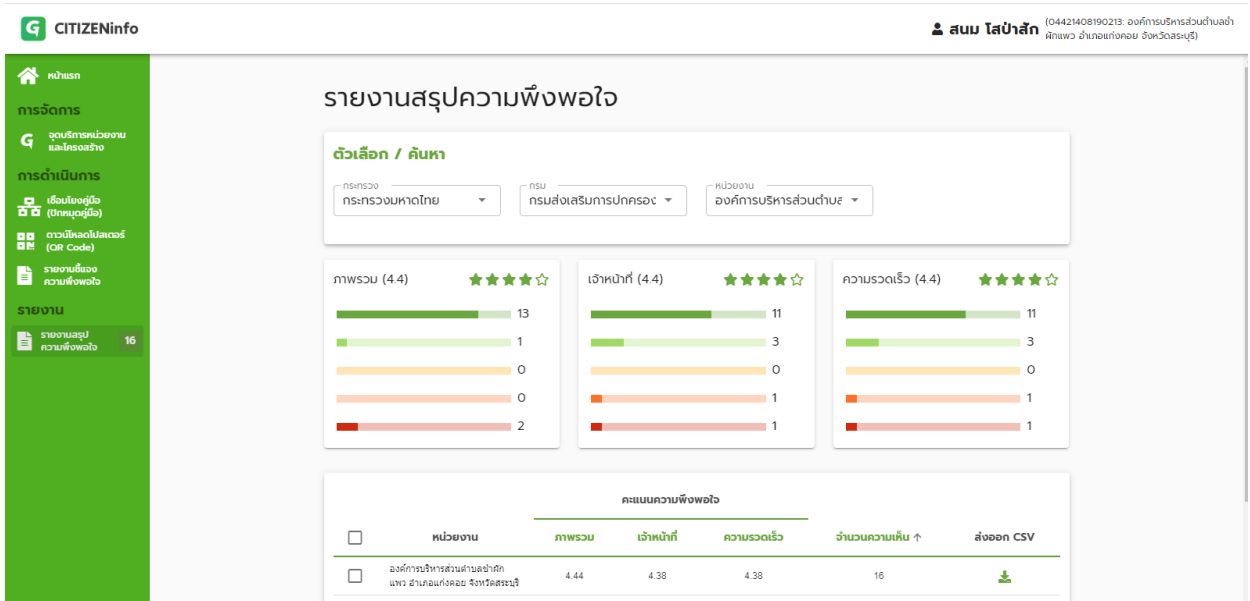 G CITIZENinfo
สนม โสป่าสัก (04421408190213: องค์การบริหารส่วนตำบลชำ
ผักแพว อำเภอแก่งคอย จังหวัดสระบุรี)
หน้าแรก
การจัดการ
จุดบริการหน่วยงาน
และโครงสร้าง
การดำเนินการ
เชื่อมโยงคู่มือ
(ปักหมุดคู่มือ)
ดาวน์โหลดโปสเตอร์
(QR Code)
รายงานชี้แจง
ความพึงพอใจ
รายงาน
รายงานสรุป
ความพึงพอใจ
16
รายงานสรุปความพึงพอใจ
ตัวเลือก / ค้นหา
กระทรวง
กระทรวงมหาดไทย
กรม
กรมส่งเสริมการปกครอง
หน่วยงาน
องค์การบริหารส่วนตำบล
ภาพรวม (4.4)
13
1
0
0
2
เจ้าหน้าที่ (4.4)
11
3
0
1
1
ความรวดเร็ว (4.4)
11
3
0
1
1
คะแนนความพึงพอใจ
หน่วยงาน ภาพรวม เจ้าหน้าที่ ความรวดเร็ว จำนวนความเห็น ↑ ส่งออก CSV
องค์การบริหารส่วนตำบลชำผัก
แพว อำเภอแก่งคอย จังหวัดสระบุรี
4.44 4.38 4.38 16